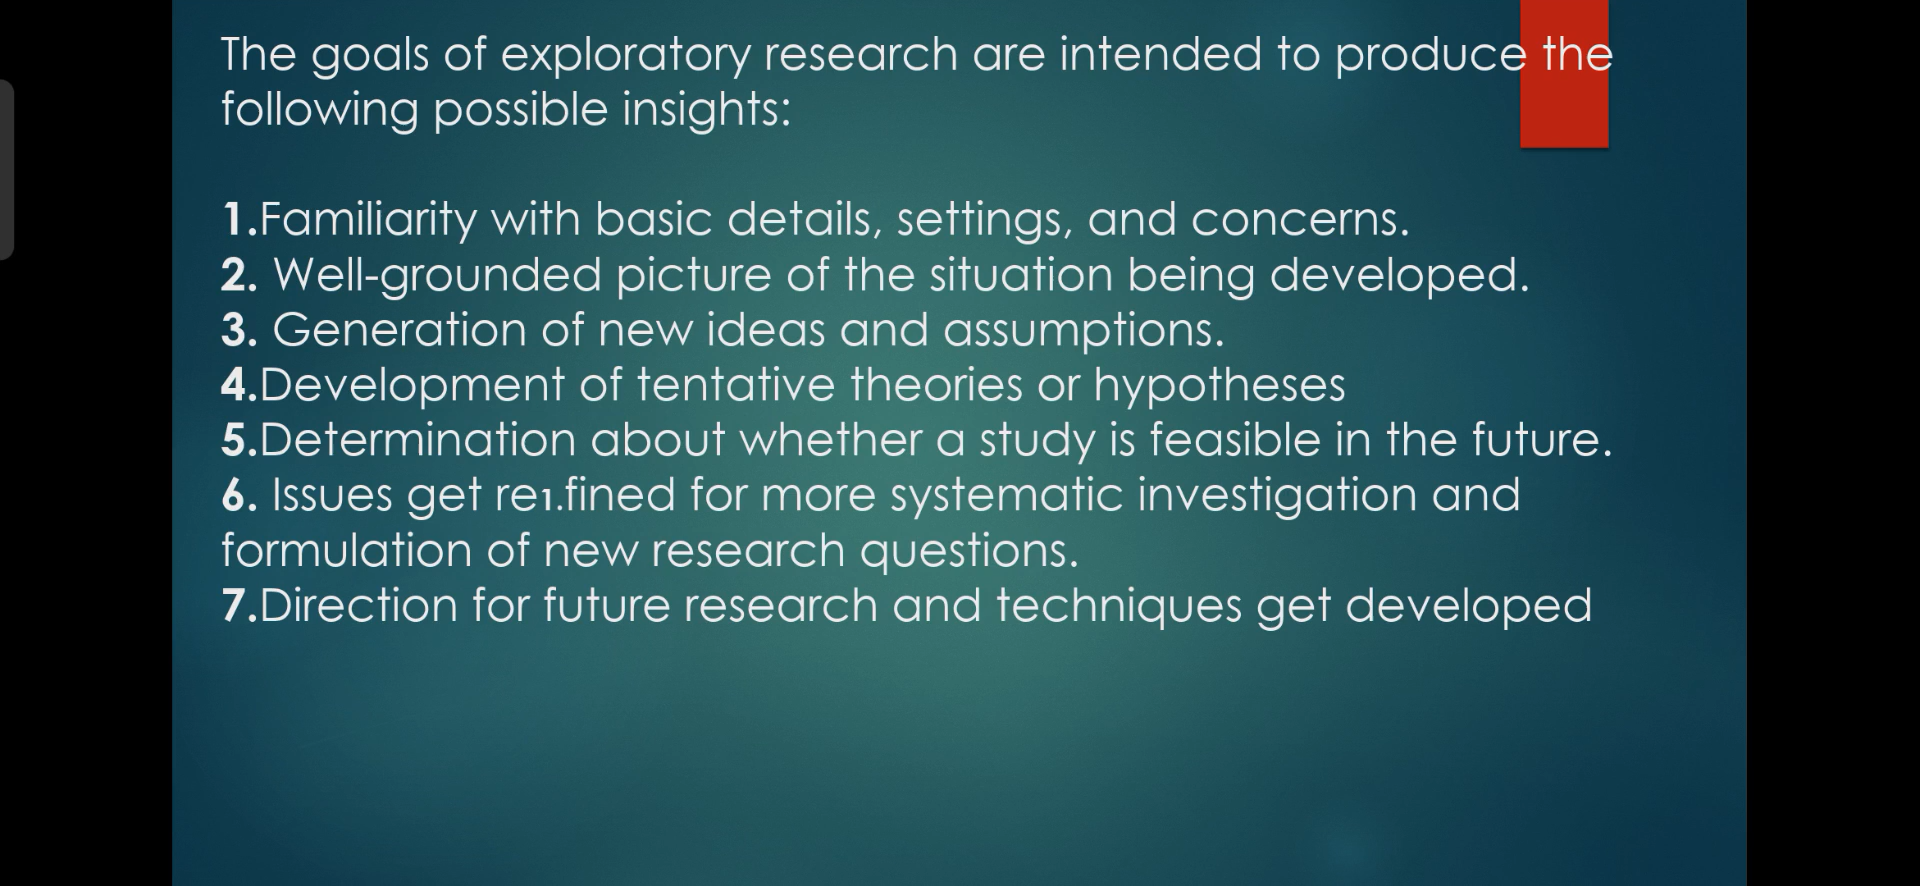 The goals of exploratory research are intended to produce the
following possible insights:
1.Familiarity with basic details, settings, and concerns.
2. Well-grounded picture of the situation being developed.
3. Generation of new ideas and assumptions.
4.Development of tentative theories or hypotheses
5.Determination about whether a study is feasible in the future.
6. Issues get re1.fined for more systematic investigation and
formulation of new research questions.
7.Direction for future research and techniques get developed